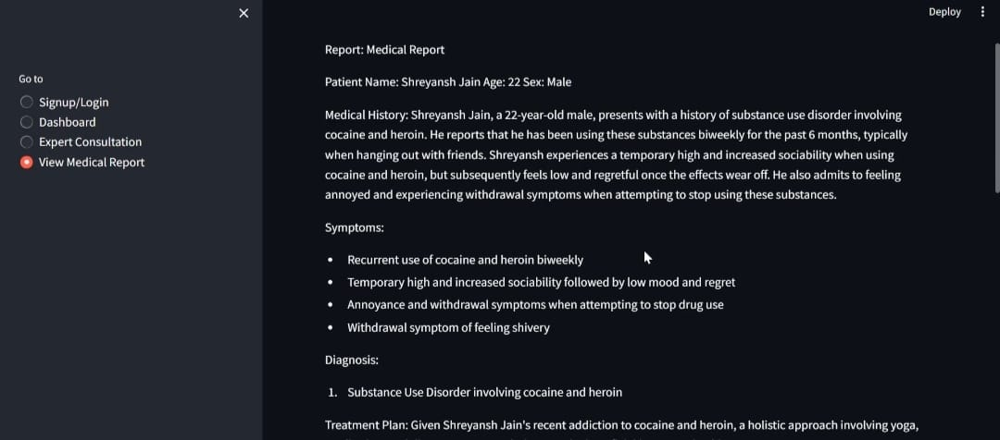 Deploy
Go to
Signup/Login
Dashboard
Expert Consultation
View Medical Report
Report: Medical Report
Patient Name: Shreyansh Jain Age: 22 Sex: Male
Medical History: Shreyansh Jain, a 22-year-old male, presents with a history of substance use disorder involving
cocaine and heroin. He reports that he has been using these substances biweekly for the past 6 months, typically
when hanging out with friends. Shreyansh experiences a temporary high and increased sociability when using
cocaine and heroin, but subsequently feels low and regretful once the effects wear off. He also admits to feeling
annoyed and experiencing withdrawal symptoms when attempting to stop using these substances.
Symptoms:
• Recurrent use of cocaine and heroin biweekly
• Temporary high and increased sociability followed by low mood and regret
• Annoyance and withdrawal symptoms when attempting to stop drug use
• Withdrawal symptom of feeling shivery
Diagnosis:
1. Substance Use Disorder involving cocaine and heroin
Treatment Plan: Given Shreyansh Jain's recent addiction to cocaine and heroin, a holistic approach involving yoga,